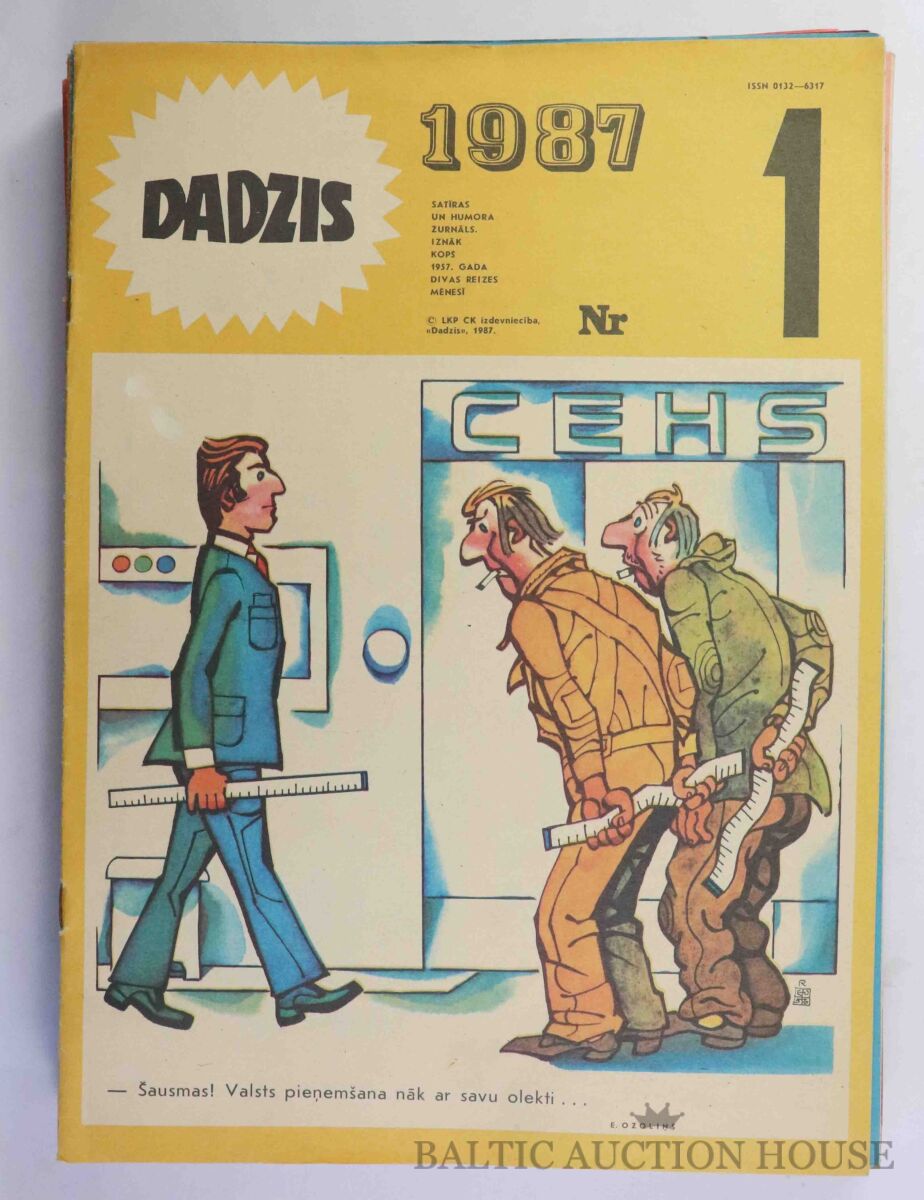 ISSN 0132—6317
1987
1
DADZIS
SATĪRAS
UN HUMORA
ŽURNĀLS.
IZNĀK
KOPŠ
1957. GADA
DIVAS REIZES
MĒNESĪ
Nr
© LKP CK izdevniecība,
«Dadzis», 1987.
CEHS
— Šausmas! Valsts pieņemšana nāk ar savu olekti . . .
E. OZOLIŅŠ
BALTIC AUCTION HOUSE